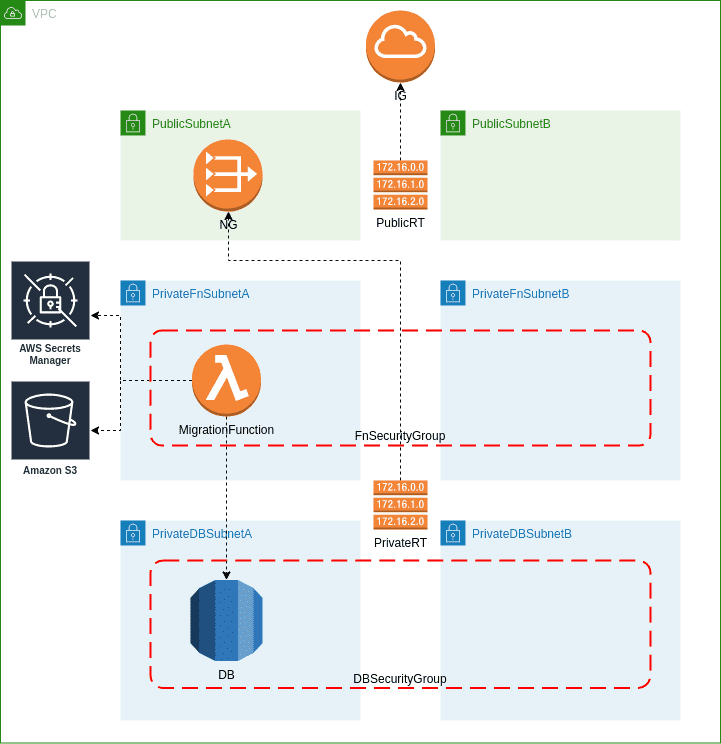 VPC
IG
PublicSubnetA
PublicSubnetB
172.16.0.0
172.16.1.0
172.16.2.0
PublicRT
NG
AWS Secrets
Manager
Amazon S3
PrivateFnSubnetA
PrivateFnSubnetB
MigrationFunction
FnSecurityGroup
172.16.0.0
172.16.1.0
172.16.2.0
PrivateRT
PrivateDBSubnetA
PrivateDBSubnetB
DB
DBSecurityGroup